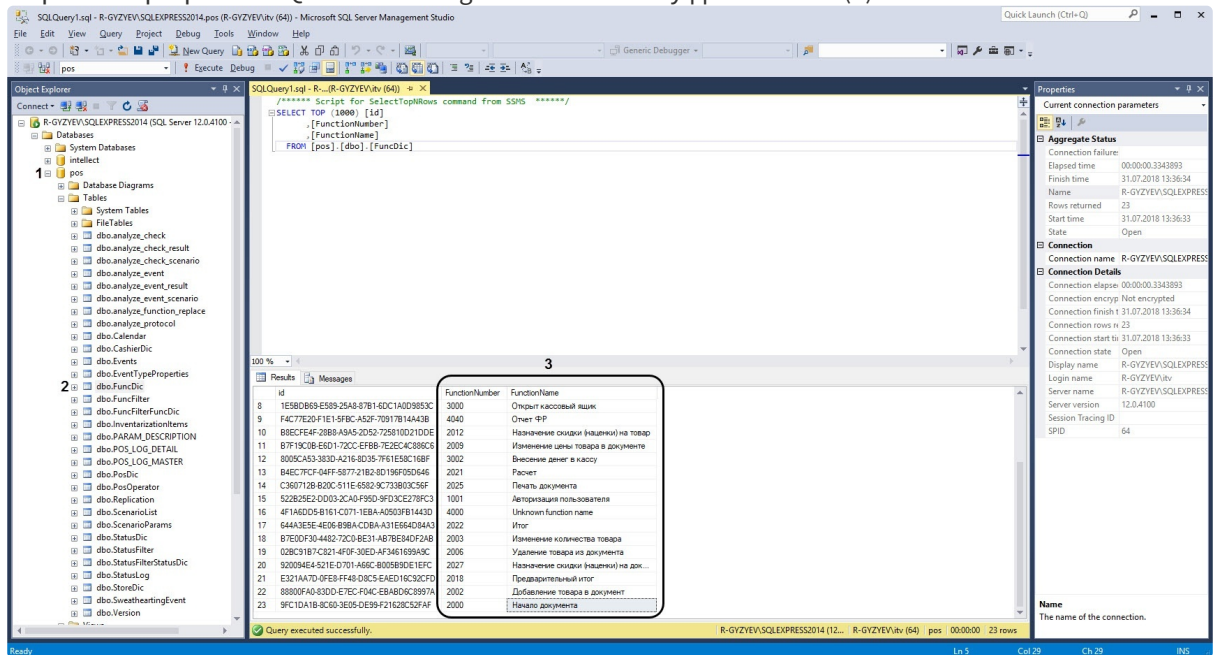 SQLQuery1.sql - R-GYZYEV\SQLEXPRESS2014.pos (R-GYZYEV\itv (64)) - Microsoft SQL Server Management Studio
Quick Launch (Ctrl+Q)
File Edit View Query Project Debug Tools Window Help
New Query
Generic Debugger
pos
Execute Debug
Object Explorer
Connect
R-GYZYEV\SQLEXPRESS2014 (SQL Server 12.0.4100 -
Databases
System Databases
intellect
1 pos
Database Diagrams
Tables
System Tables
FileTables
dbo.analyze_check
dbo.analyze_check_result
dbo.analyze_check_scenario
dbo.analyze_event
dbo.analyze_event_result
dbo.analyze_event_scenario
dbo.analyze_function_replace
dbo.analyze_protocol
dbo.Calendar
dbo.CashierDic
dbo.Events
dbo.EventTypeProperties
2 dbo.FuncDic
dbo.FuncFilter
dbo.FuncFilterFuncDic
dbo.InventarizationItems
dbo.PARAM_DESCRIPTION
dbo.POS_LOG_DETAIL
dbo.POS_LOG_MASTER
dbo.PosDic
dbo.PosOperator
dbo.Replication
dbo.ScenarioList
dbo.ScenarioParams
dbo.StatusDic
dbo.StatusFilter
dbo.StatusFilterStatusDic
dbo.StatusLog
dbo.StoreDic
dbo.SweatheartingEvent
dbo.Version
Views
SQLQuery1.sql - R-...(R-GYZYEV\itv (64))
/****** Script for SelectTopNRows command from SSMS ******/
SELECT TOP (1000) [id]
,[FunctionNumber]
,[FunctionName]
FROM [pos].[dbo].[FuncDic]
100 %
3
Results Messages
id FunctionNumber FunctionName
8 1E5BDB69-E589-25A8-87B1-6DC1A0D9853C 3000 Открыт кассовый ящик
9 F4C77E20-F1E1-5FBC-A52F-70917B14A43B 4040 Отчет ФР
10 B8ECFE4F-28B8-A9A5-2D52-725810D21DDE 2012 Назначение скидки (наценки) на товар
11 B7F19C0B-E6D1-72CC-EFBB-7E2EC4C886C6 2009 Изменение цены товара в документе
12 8005CA53-383D-A216-8D35-7F61E58C16BF 3002 Внесение денег в кассу
13 B4EC7FCF-04FF-5877-21B2-8D196F05D646 2021 Расчет
14 C360712B-B20C-511E-6582-9C733B03C56F 2025 Печать документа
15 522B25E2-DD03-2CA0-F95D-9FD3CE278FC3 1001 Авторизация пользователя
16 4F1A6DD5-B161-C071-1EBA-A0503FB1443D 4000 Unknown function name
17 644A3E5E-4E06-B9BA-CDBA-A31E664D84A3 2022 Итог
18 B7E0DF30-4482-72C0-BE31-AB7BE84DF2AB 2003 Изменение количества товара
19 02BC91B7-C821-4F0F-30ED-AF3461699A9C 2006 Удаление товара из документа
20 920094E4-521E-D701-A66C-B005B9DE1EFC 2027 Назначение скидки (наценки) на док...
21 E321AA7D-0FE8-FF48-D8C5-EAED16C92CFD 2018 Предварительный итог
22 88800FA0-83DD-E7EC-F04C-EBABD6C8997A 2002 Добавление товара в документ
23 9FC1DA1B-8C60-3E05-DE99-F21628C52FAF 2000 Начало документа
Query executed successfully. R-GYZYEV\SQLEXPRESS2014 (12... R-GYZYEV\itv (64) pos 00:00:00 23 rows
Properties
Current connection parameters
Aggregate Status
Connection failure
Elapsed time 00:00:00.3343893
Finish time 31.07.2018 13:36:34
Name R-GYZYEV\SQLEXPRESS
Rows returned 23
Start time 31.07.2018 13:36:33
State Open
Connection
Connection name R-GYZYEV\SQLEXPRESS
Connection Details
Connection elapse 00:00:00.3343893
Connection encryp Not encrypted
Connection finish t 31.07.2018 13:36:34
Connection rows r 23
Connection start ti 31.07.2018 13:36:33
Connection state Open
Display name R-GYZYEV\SQLEXPRESS
Login name R-GYZYEV\itv
Server name R-GYZYEV\SQLEXPRESS
Server version 12.0.4100
Session Tracing ID
SPID 64
Name
The name of the connection.
Ready Ln 5 Col 29 Ch 29 INS